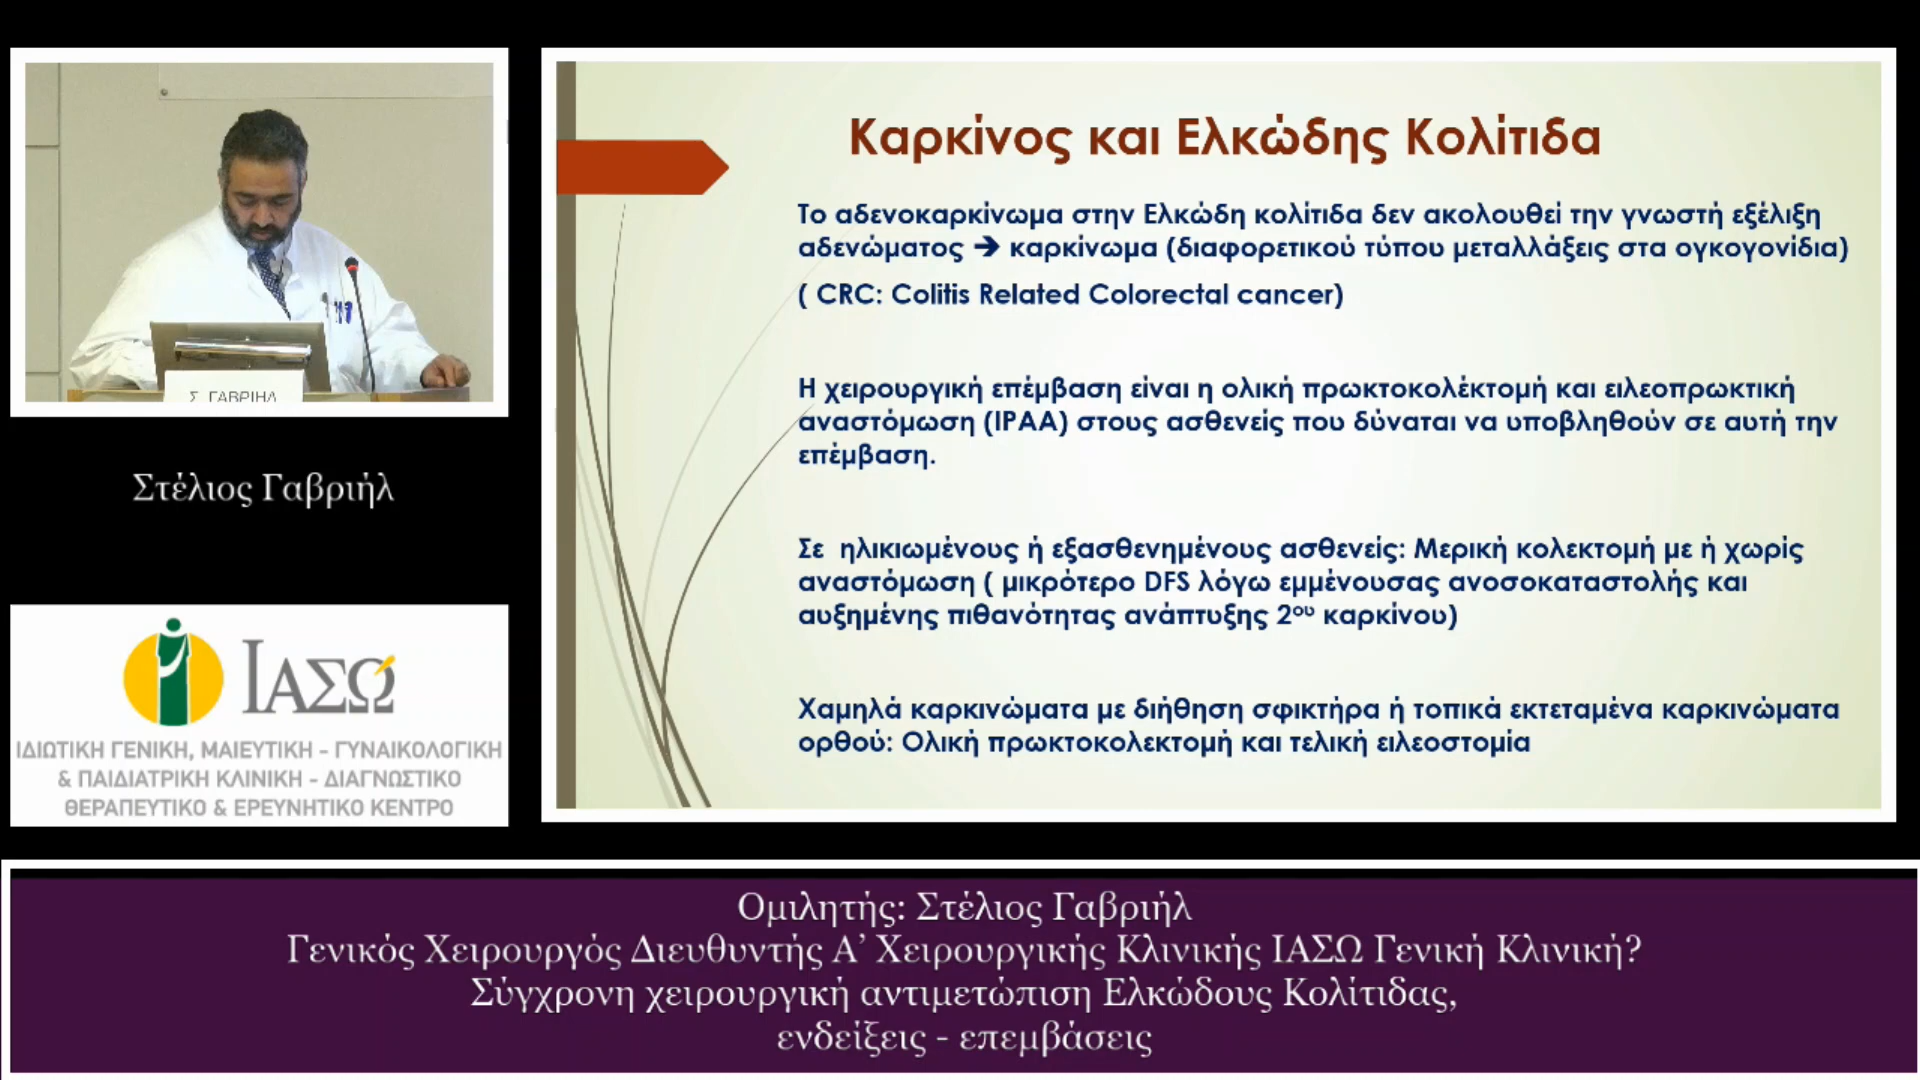 Σ. ΓΑΒΡΙΗΛ
Στέλιος Γαβριήλ
ΙΑΣΩ
ΙΔΙΩΤΙΚΗ ΓΕΝΙΚΗ, ΜΑΙΕΥΤΙΚΗ - ΓΥΝΑΙΚΟΛΟΓΙΚΗ
& ΠΑΙΔΙΑΤΡΙΚΗ ΚΛΙΝΙΚΗ - ΔΙΑΓΝΩΣΤΙΚΟ
ΘΕΡΑΠΕΥΤΙΚΟ & ΕΡΕΥΝΗΤΙΚΟ ΚΕΝΤΡΟ
Καρκίνος και Ελκώδης Κολίτιδα
Το αδενοκαρκίνωμα στην Ελκώδη κολίτιδα δεν ακολουθεί την γνωστή εξέλιξη
αδενώματος ➔ καρκίνωμα (διαφορετικού τύπου μεταλλάξεις στα ογκογονίδια)
( CRC: Colitis Related Colorectal cancer)
Η χειρουργική επέμβαση είναι η ολική πρωκτοκολέκτομή και ειλεοπρωκτική
αναστόμωση (IPAA) στους ασθενείς που δύναται να υποβληθούν σε αυτή την
επέμβαση.
Σε ηλικιωμένους ή εξασθενημένους ασθενείς: Μερική κολεκτομή με ή χωρίς
αναστόμωση ( μικρότερο DFS λόγω εμμένουσας ανοσοκαταστολής και
αυξημένης πιθανότητας ανάπτυξης 2ου καρκίνου)
Χαμηλά καρκινώματα με διήθηση σφικτήρα ή τοπικά εκτεταμένα καρκινώματα
ορθού: Ολική πρωκτοκολεκτομή και τελική ειλεοστομία
Ομιλητής: Στέλιος Γαβριήλ
Γενικός Χειρουργός Διευθυντής Α’ Χειρουργικής Κλινικής ΙΑΣΩ Γενική Κλινική?
Σύγχρονη χειρουργική αντιμετώπιση Ελκώδους Κολίτιδας,
ενδείξεις - επεμβάσεις